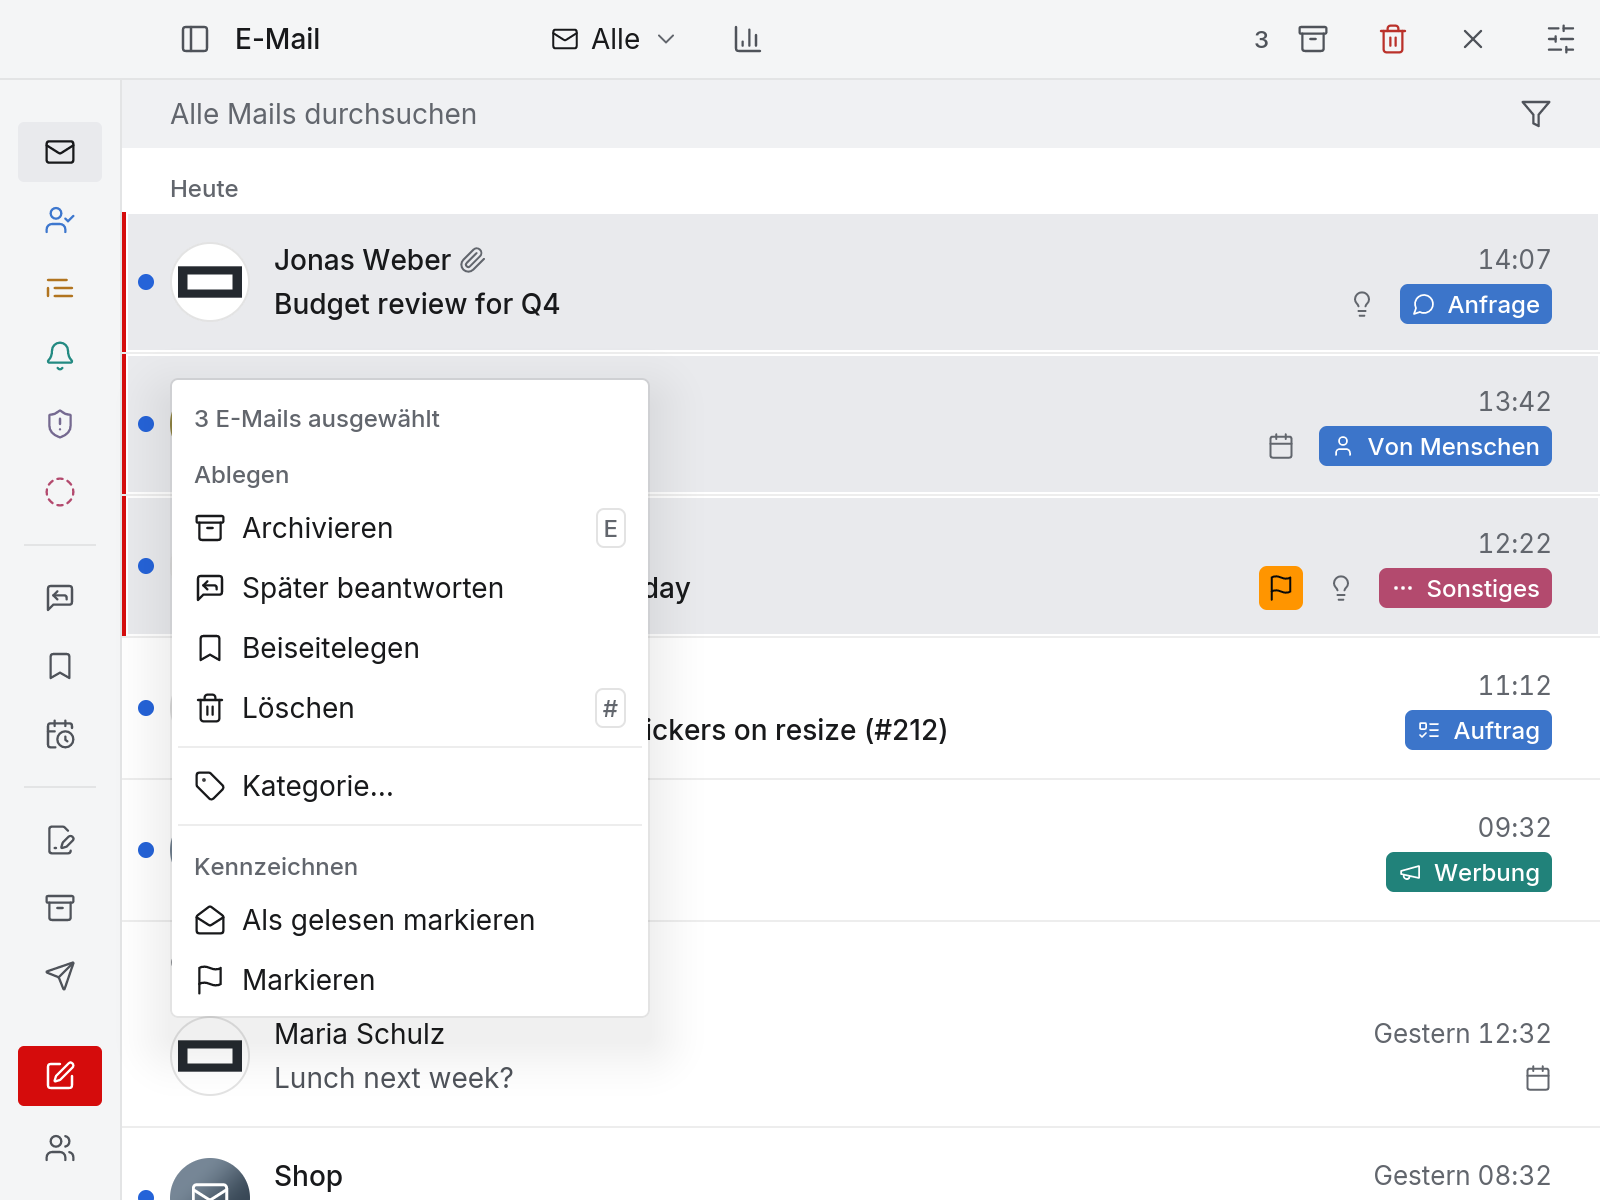 E-Mail
Alle
3
Alle Mails durchsuchen
Heute
Jonas Weber
14:07
Budget review for Q4
Anfrage
13:42
Von Menschen
12:22
day
Sonstiges
11:12
ickers on resize (#212)
Auftrag
09:32
Werbung
3 E-Mails ausgewählt
Ablegen
Archivieren
E
Später beantworten
Beiseitelegen
Löschen
#
Kategorie...
Kennzeichnen
Als gelesen markieren
Markieren
Maria Schulz
Gestern 12:32
Lunch next week?
Shop
Gestern 08:32